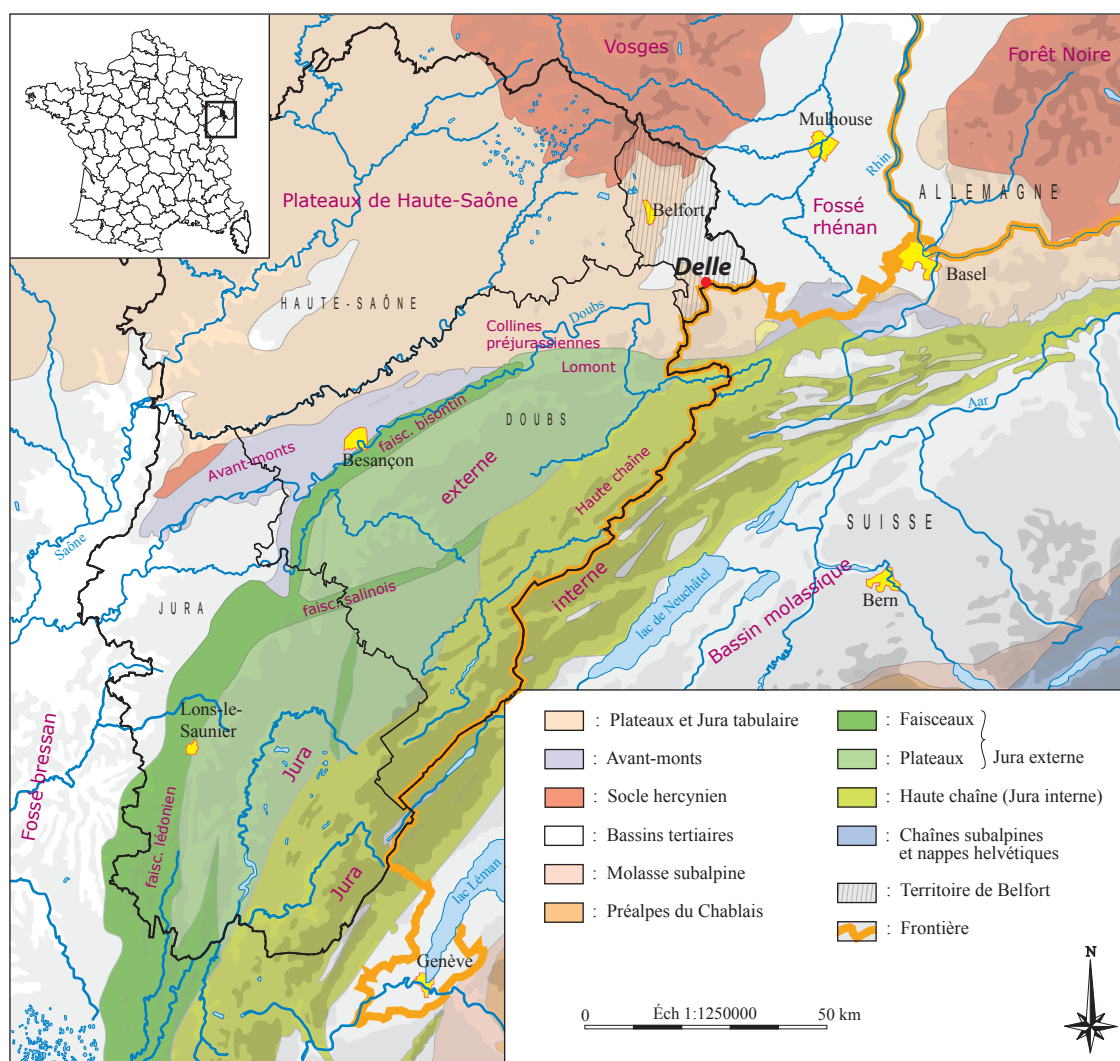 Vosges
Forêt Noire
Mulhouse
Rhin
ALLEMAGNE
Plateaux de Haute-Saône
Belfort
Fossé
rhénan
Delle
Basel
HAUTE-SAÔNE
Doubs
Collines
préjurassiennes
Lomont
faisc. bisontin
DOUBS
Aar
Besançon
Avant-monts
externe
Haute chaîne
SUISSE
Saône
interne
lac de Neuchâtel
Bassin molassique
Bern
JURA
faisc. salinois
Lons-le-
Saunier
Jura
Fossé bressan
faisc. lédonien
Jura
lac Léman
Genève
: Plateaux et Jura tabulaire
: Avant-monts
: Socle hercynien
: Bassins tertiaires
: Molasse subalpine
: Préalpes du Chablais
: Faisceaux
: Plateaux
Jura externe
: Haute chaîne (Jura interne)
: Chaînes subalpines
et nappes helvétiques
: Territoire de Belfort
: Frontière
N
Éch 1:1250000
0
50 km